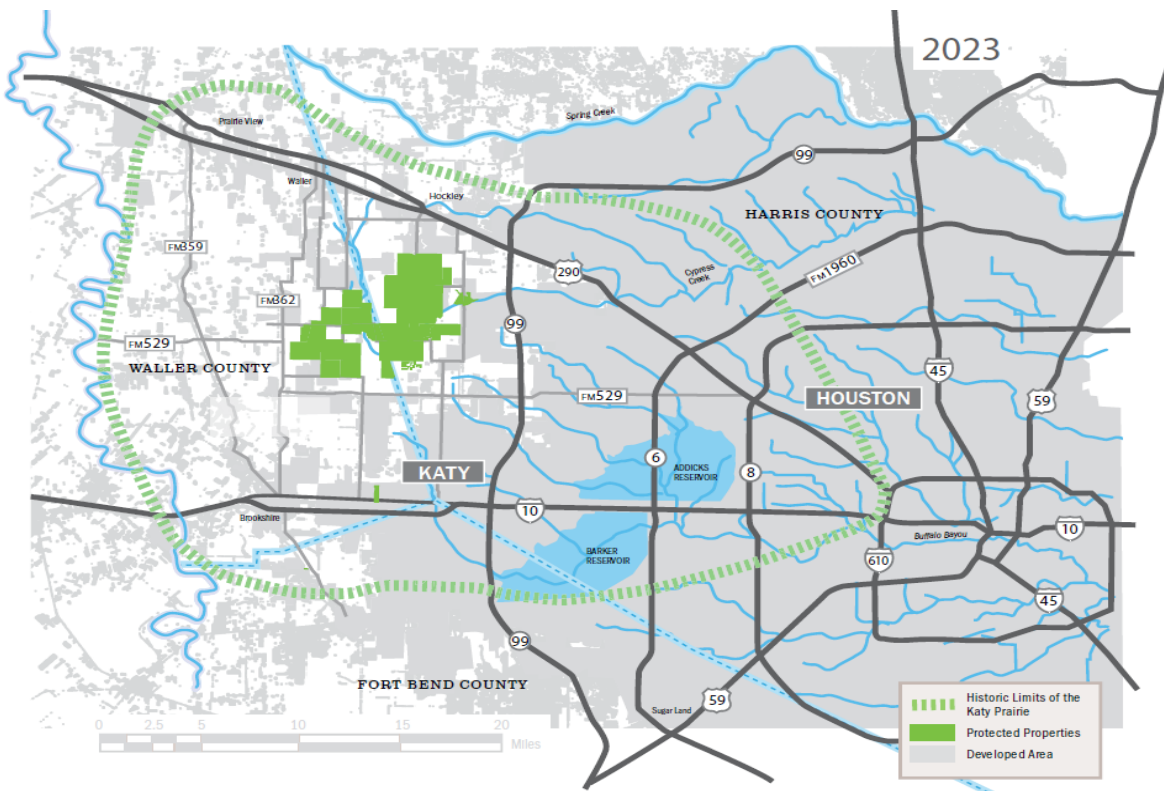 2023
Spring Creek
99
Prairie View
Waller
Hockley
HARRIS COUNTY
FM359
290
Cypress
Creek
FM1960
FM362
99
FM529
WALLER COUNTY
45
FM529
HOUSTON
59
KATY
6
ADDICKS
RESERVOIR
8
10
Brookshire
BARKER
RESERVOIR
Buffalo Bayou
10
610
45
99
FORT BEND COUNTY
59
Sugar Land
0 2.5 5 10 15 20
Miles
Historic Limits of the
Katy Prairie
Protected Properties
Developed Area